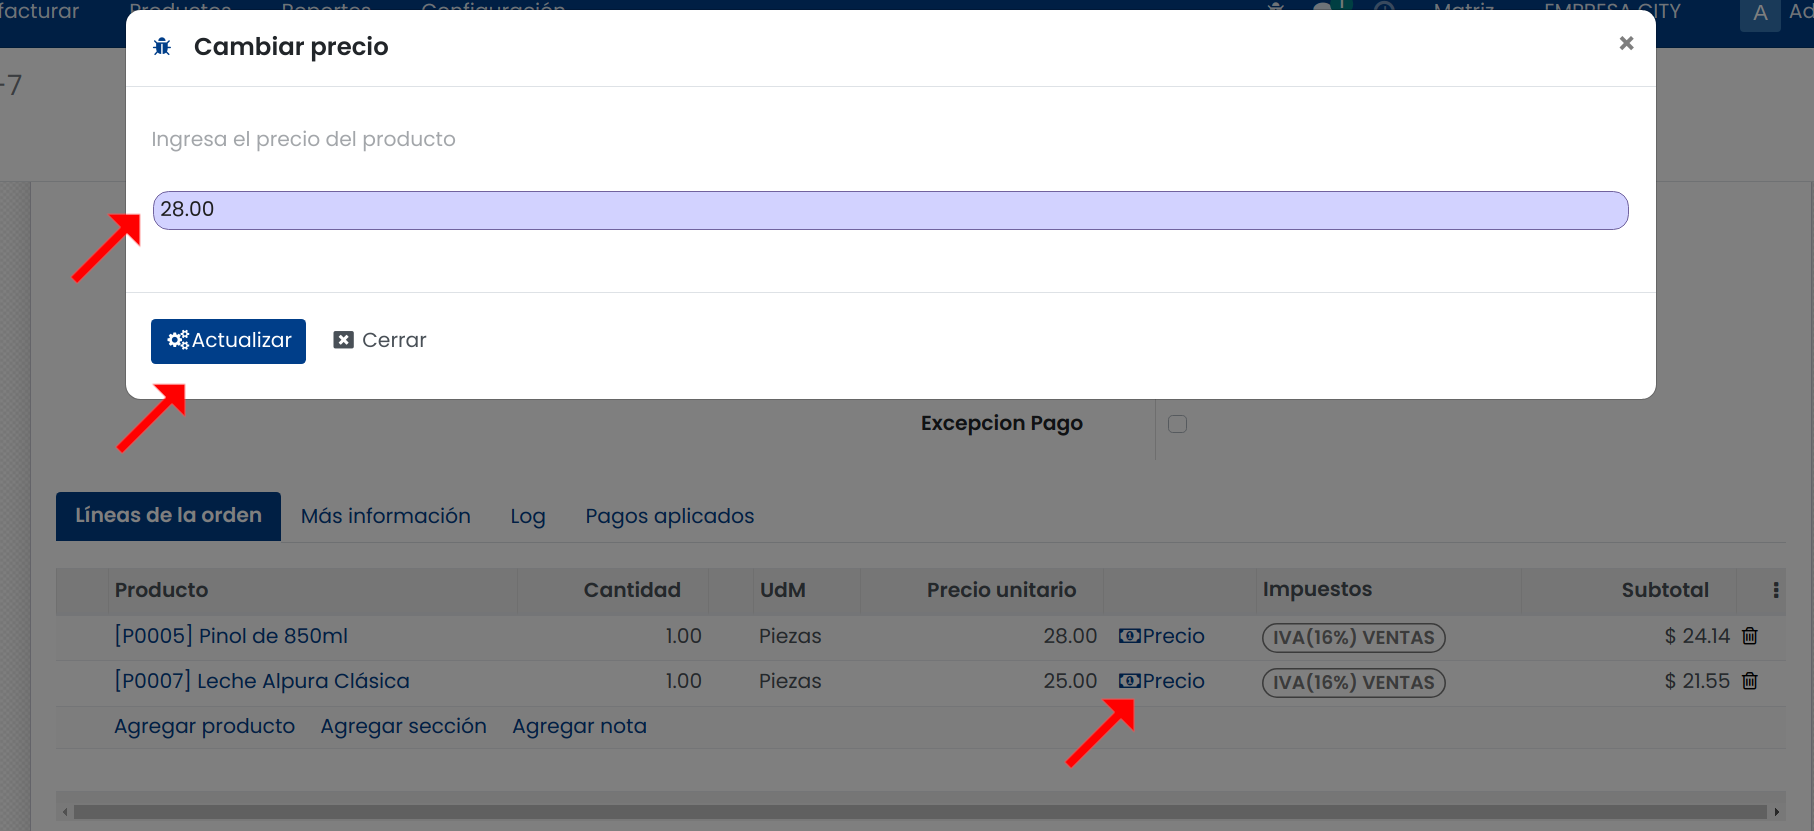 facturar Productos Reportes Configuración 1 Matriz EMPRESA CITY A Ad
Cambiar precio
-7
Ingresa el precio del producto
28.00
Actualizar Cerrar
Excepcion Pago
Líneas de la orden Más información Log Pagos aplicados
Producto Cantidad UdM Precio unitario Impuestos Subtotal
[P0005] Pinol de 850ml 1.00 Piezas 28.00 Precio IVA(16%) VENTAS $ 24.14
[P0007] Leche Alpura Clásica 1.00 Piezas 25.00 Precio IVA(16%) VENTAS $ 21.55
Agregar producto Agregar sección Agregar nota